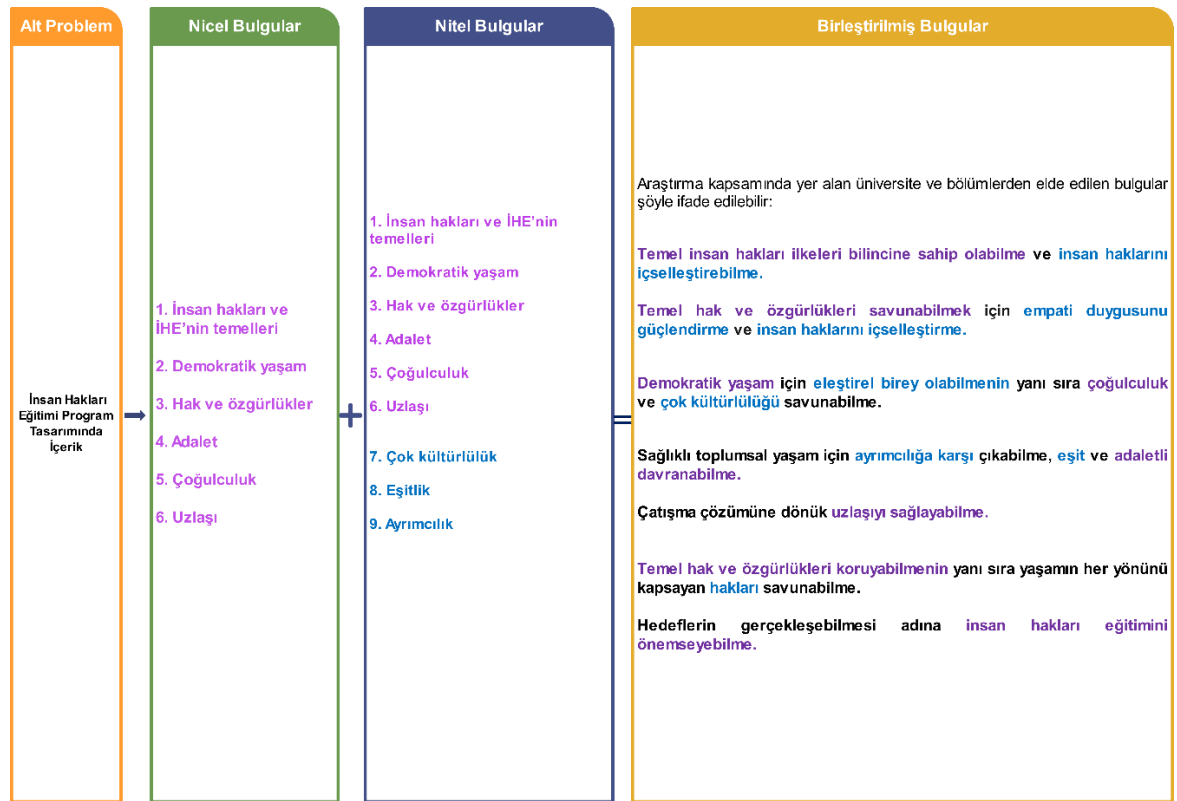 Alt Problem
Nicel Bulgular
Nitel Bulgular
Birleştirilmiş Bulgular
İnsan Hakları
Eğitimi Program
Tasarımında
İçerik
1. İnsan hakları ve
İHE’nin temelleri
2. Demokratik yaşam
3. Hak ve özgürlükler
4. Adalet
5. Çoğulculuk
6. Uzlaşı
+
1. İnsan hakları ve İHE’nin
temelleri
2. Demokratik yaşam
3. Hak ve özgürlükler
4. Adalet
5. Çoğulculuk
6. Uzlaşı
7. Çok kültürlülük
8. Eşitlik
9. Ayrımcılık
=
Araştırma kapsamında yer alan üniversite ve bölümlerden elde edilen bulgular
şöyle ifade edilebilir:
Temel insan hakları ilkeleri bilincine sahip olabilme ve insan haklarını
içselleştirebilme.
Temel hak ve özgürlükleri savunabilmek için empati duygusunu
güçlendirme ve insan haklarını içselleştirme.
Demokratik yaşam için eleştirel birey olabilmenin yanı sıra çoğulculuk
ve çok kültürlülüğü savunabilme.
Sağlıklı toplumsal yaşam için ayrımcılığa karşı çıkabilme, eşit ve adaletli
davranabilme.
Çatışma çözümüne dönük uzlaşıyı sağlayabilme.
Temel hak ve özgürlükleri koruyabilmenin yanı sıra yaşamın her yönünü
kapsayan hakları savunabilme.
Hedeflerin gerçekleşebilmesi adına insan hakları eğitimini
önemseyebilme.